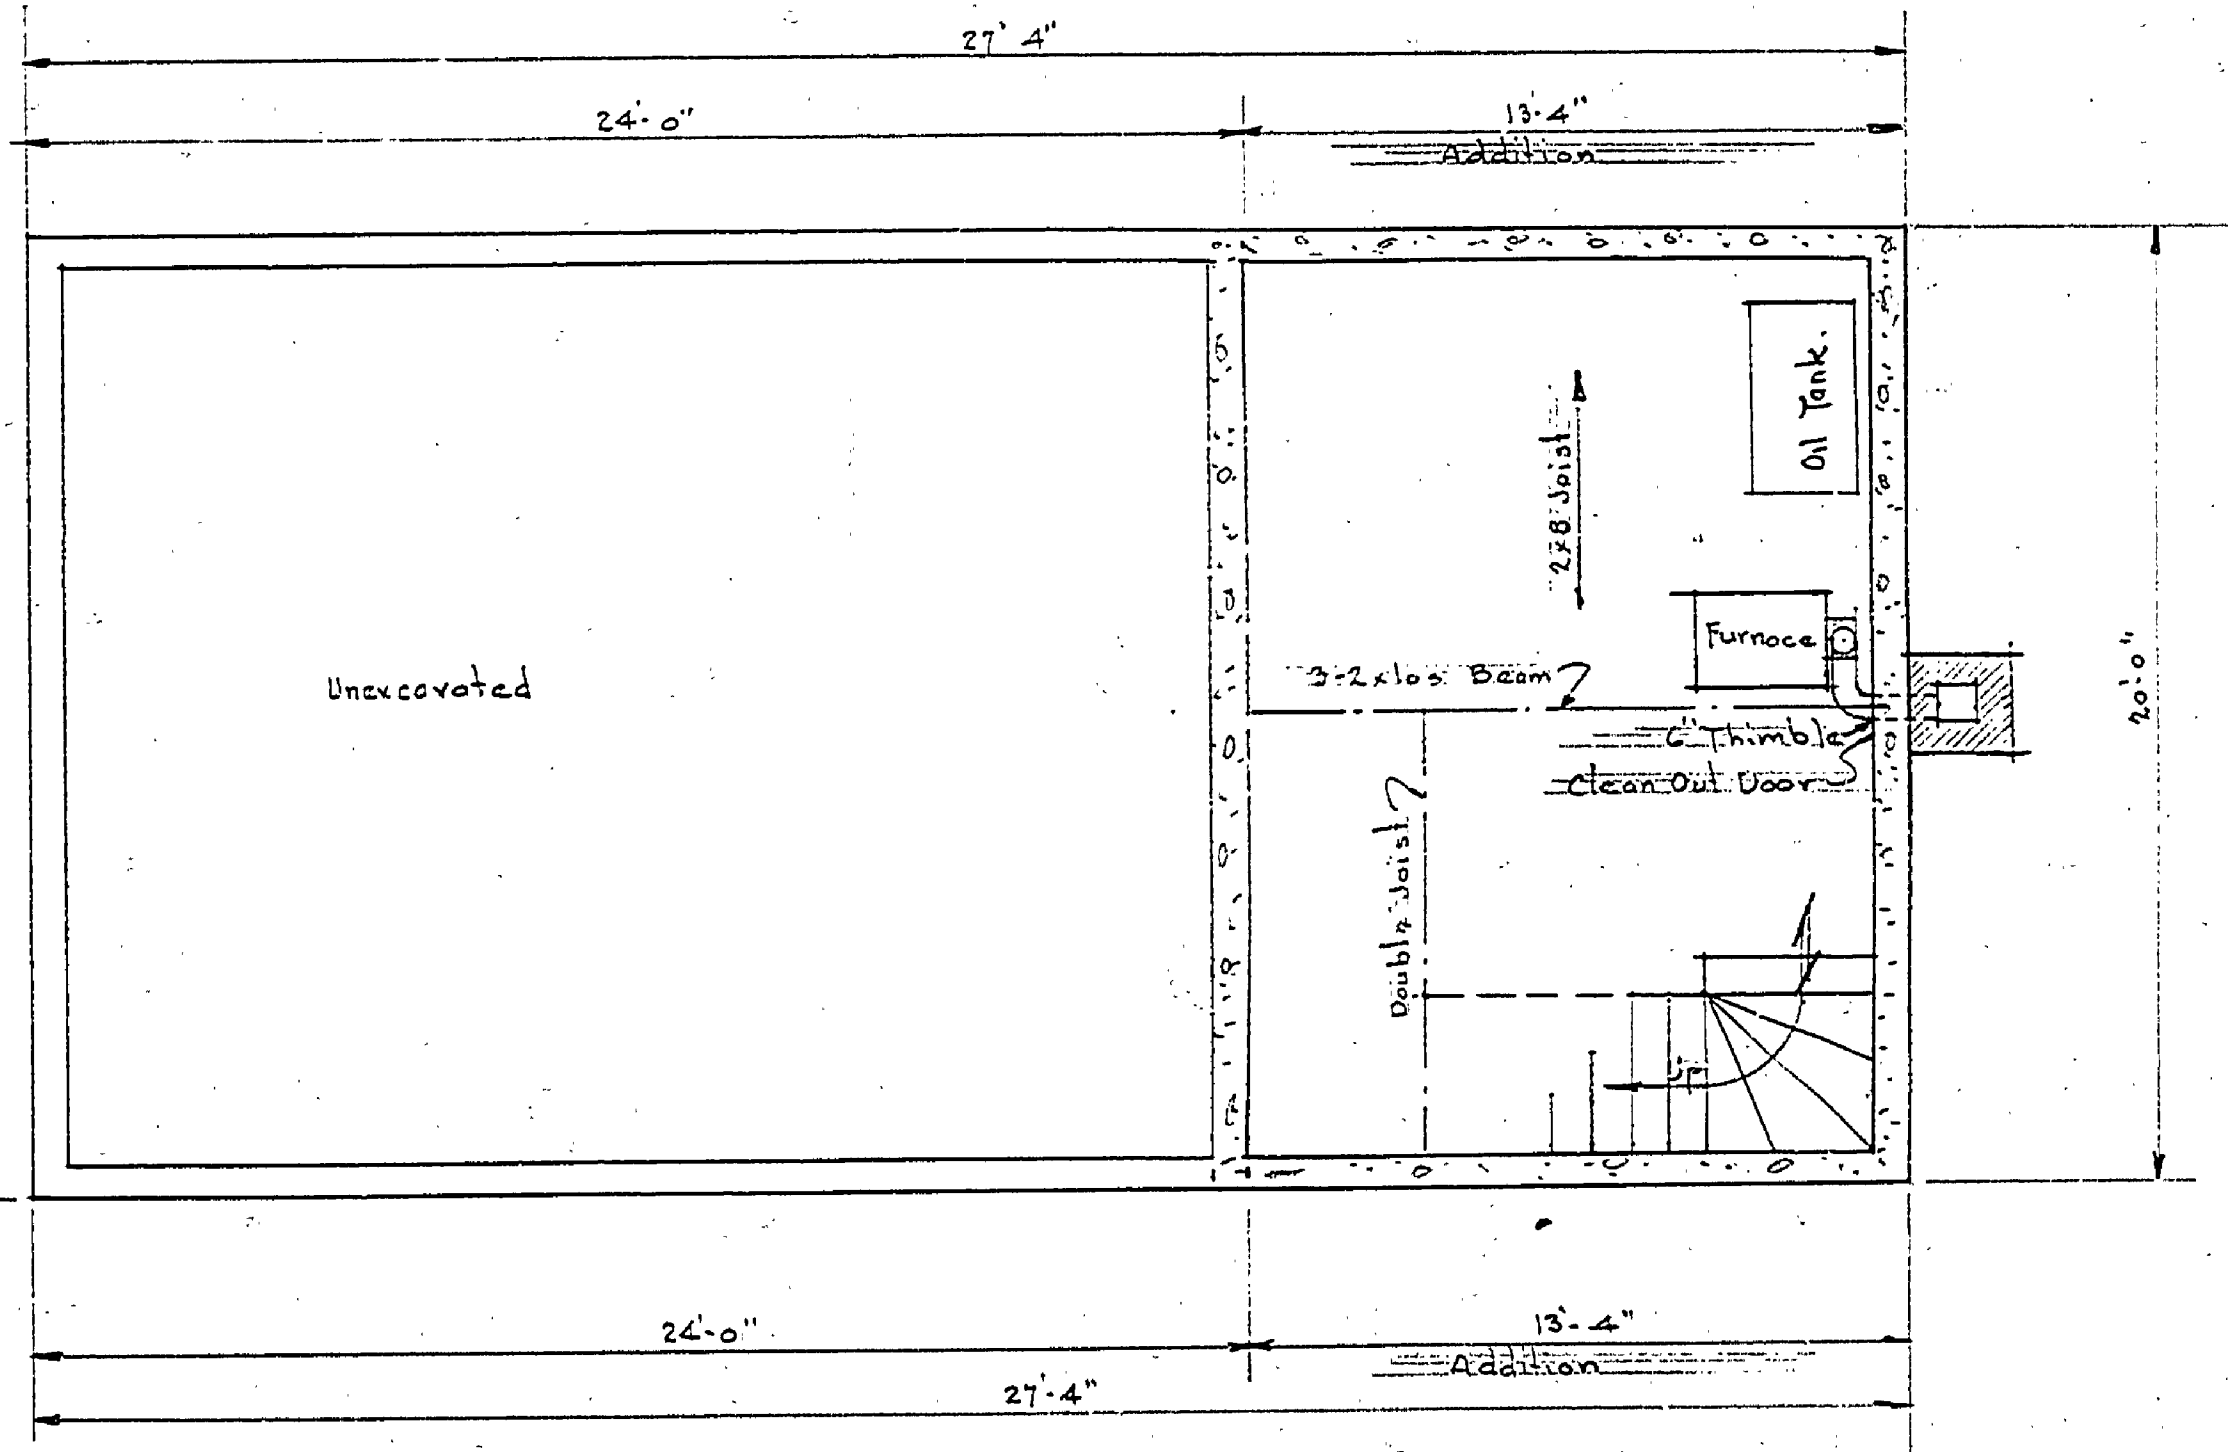 27' 4"
24'-0"
13'-4"
Addition
Oil Tank.
2x8 Joist
Furnace
Unexcavated
3-2x10s Beam
20'-0"
6" Thimble
Clean Out Door
Double Joist
Up
24'-0"
13'-4"
Addition
27'-4"